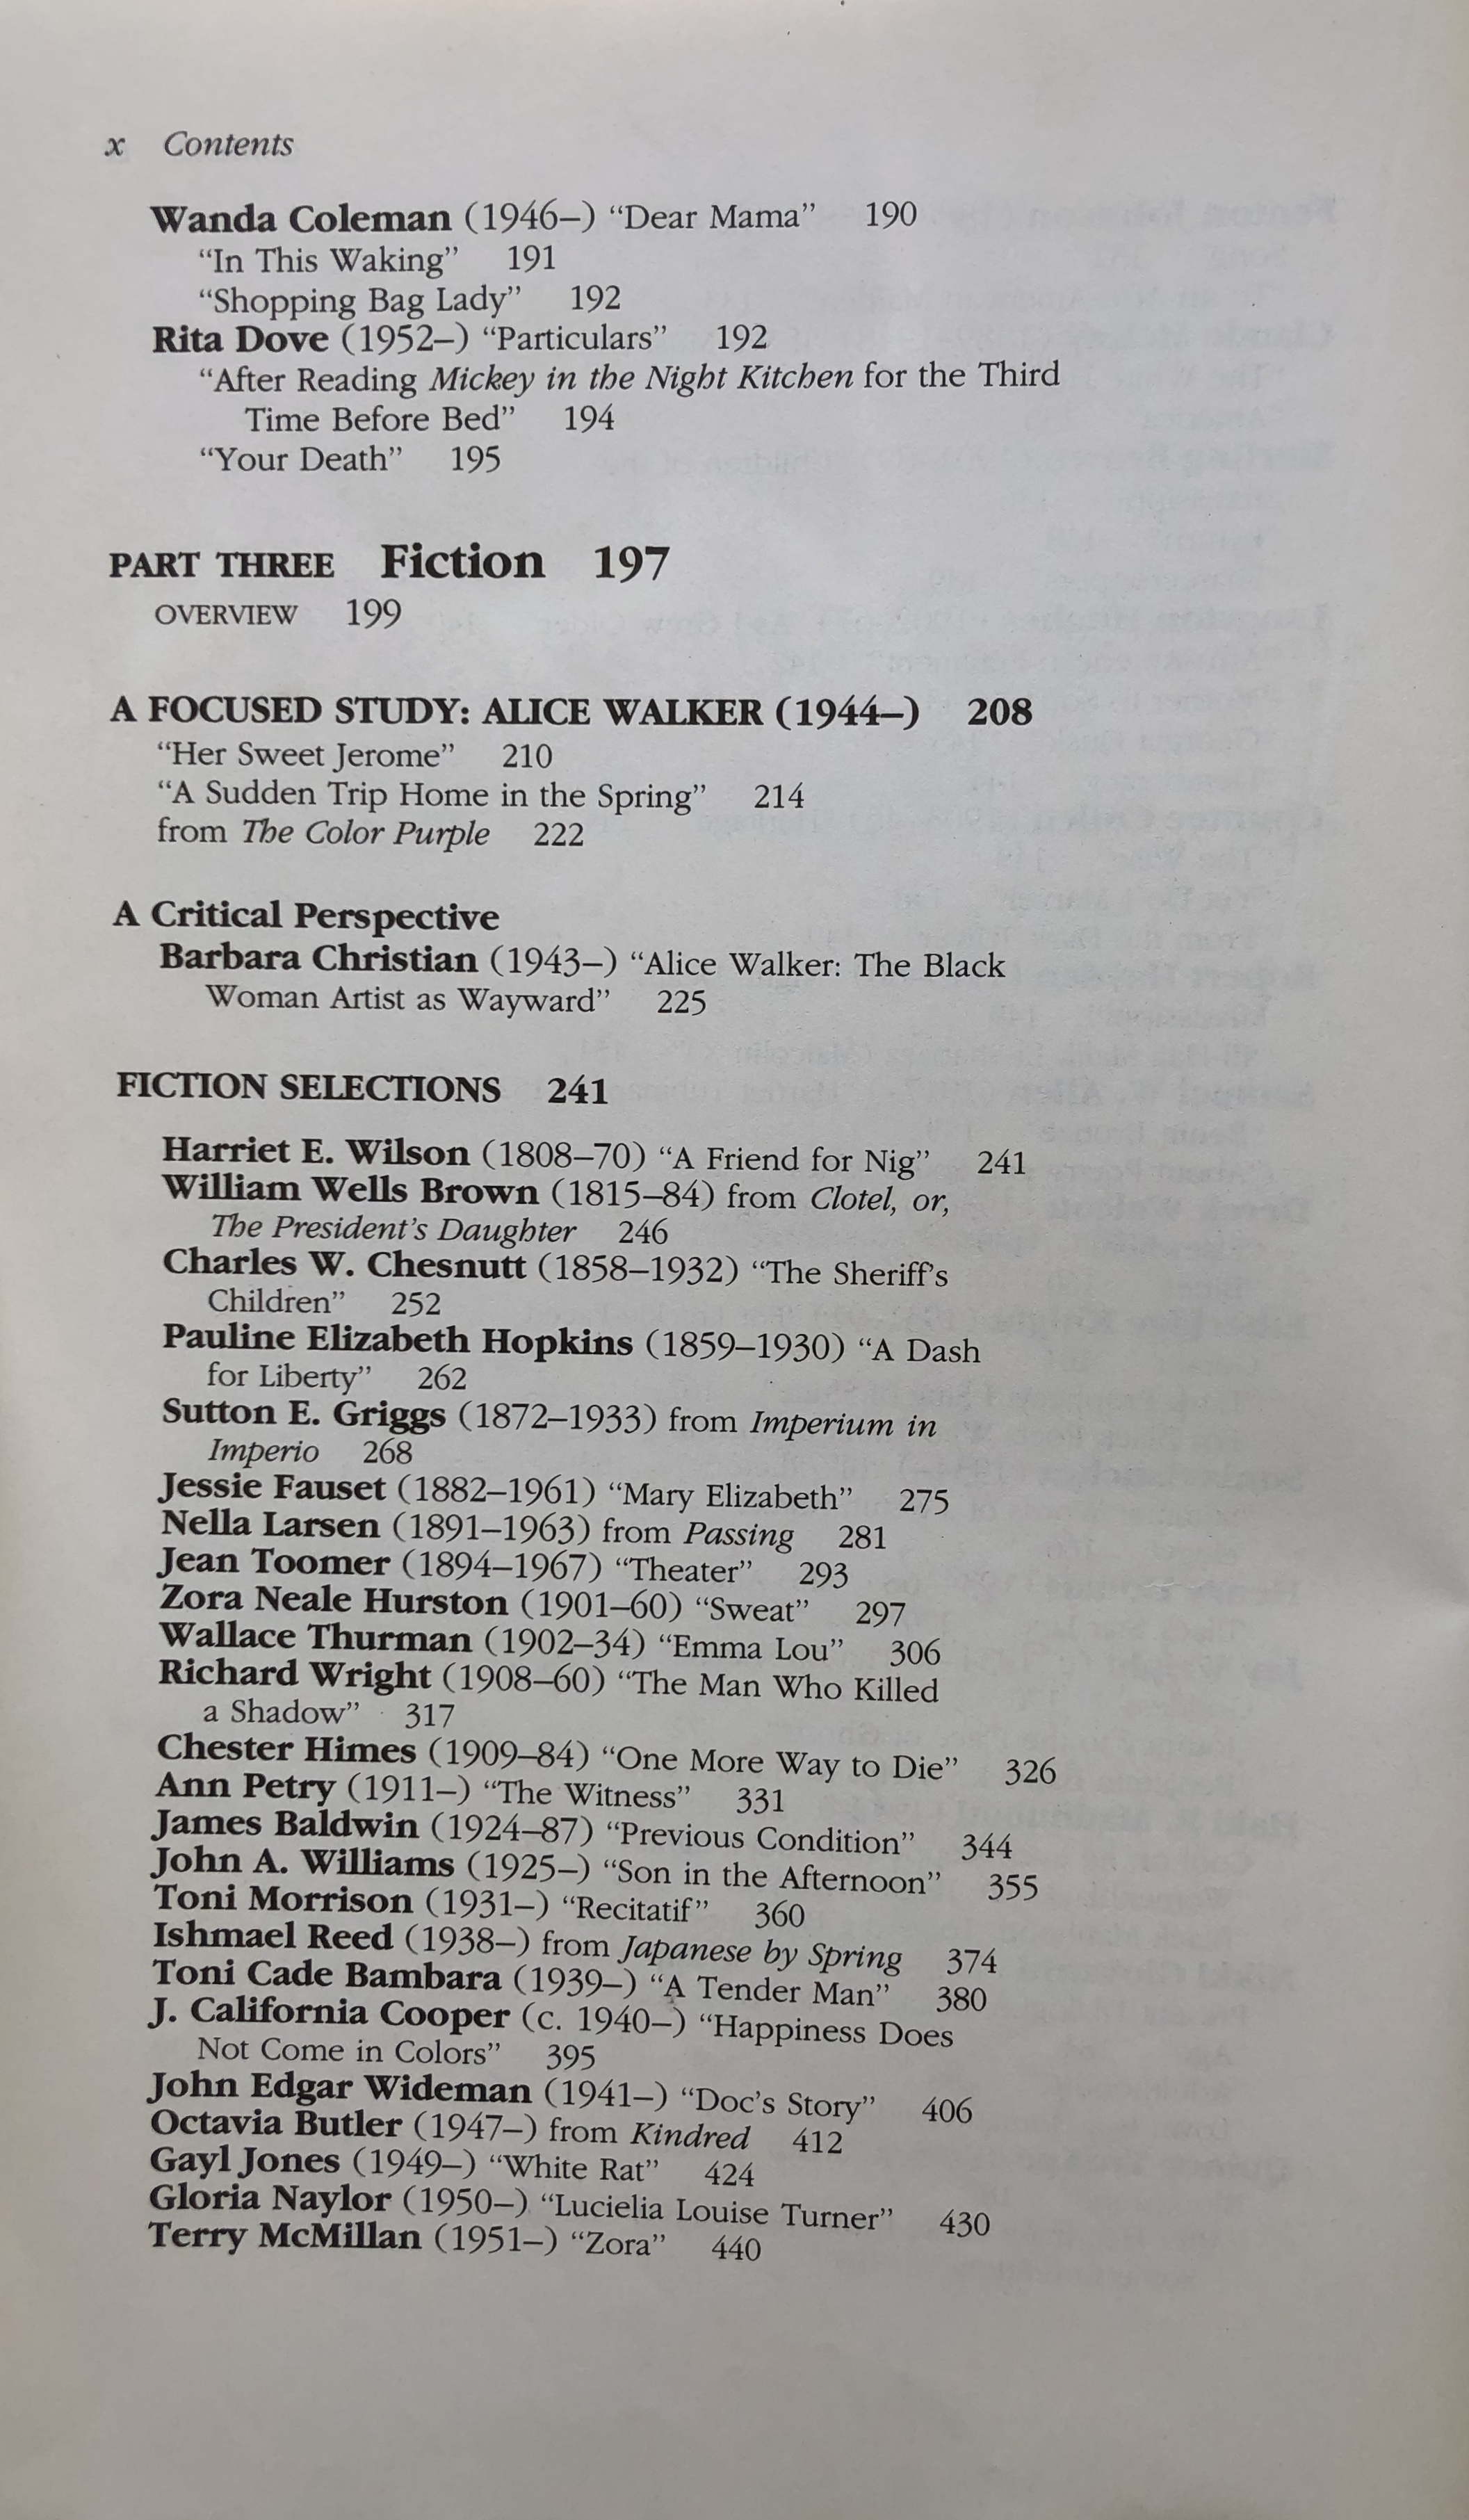 x Contents
Wanda Coleman (1946–) “Dear Mama” 190
“In This Waking” 191
“Shopping Bag Lady” 192
Rita Dove (1952–) “Particulars” 192
“After Reading Mickey in the Night Kitchen for the Third
Time Before Bed” 194
“Your Death” 195
PART THREE Fiction 197
OVERVIEW 199
A FOCUSED STUDY: ALICE WALKER (1944–) 208
“Her Sweet Jerome” 210
“A Sudden Trip Home in the Spring” 214
from The Color Purple 222
A Critical Perspective
Barbara Christian (1943–) “Alice Walker: The Black
Woman Artist as Wayward” 225
FICTION SELECTIONS 241
Harriet E. Wilson (1808–70) “A Friend for Nig” 241
William Wells Brown (1815–84) from Clotel, or,
The President’s Daughter 246
Charles W. Chesnutt (1858–1932) “The Sheriff’s
Children” 252
Pauline Elizabeth Hopkins (1859–1930) “A Dash
for Liberty” 262
Sutton E. Griggs (1872–1933) from Imperium in
Imperio 268
Jessie Fauset (1882–1961) “Mary Elizabeth” 275
Nella Larsen (1891–1963) from Passing 281
Jean Toomer (1894–1967) “Theater” 293
Zora Neale Hurston (1901–60) “Sweat” 297
Wallace Thurman (1902–34) “Emma Lou” 306
Richard Wright (1908–60) “The Man Who Killed
a Shadow” 317
Chester Himes (1909–84) “One More Way to Die” 326
Ann Petry (1911–) “The Witness” 331
James Baldwin (1924–87) “Previous Condition” 344
John A. Williams (1925–) “Son in the Afternoon” 355
Toni Morrison (1931–) “Recitatif” 360
Ishmael Reed (1938–) from Japanese by Spring 374
Toni Cade Bambara (1939–) “A Tender Man” 380
J. California Cooper (c. 1940–) “Happiness Does
Not Come in Colors” 395
John Edgar Wideman (1941–) “Doc’s Story” 406
Octavia Butler (1947–) from Kindred 412
Gayl Jones (1949–) “White Rat” 424
Gloria Naylor (1950–) “Lucielia Louise Turner” 430
Terry McMillan (1951–) “Zora” 440